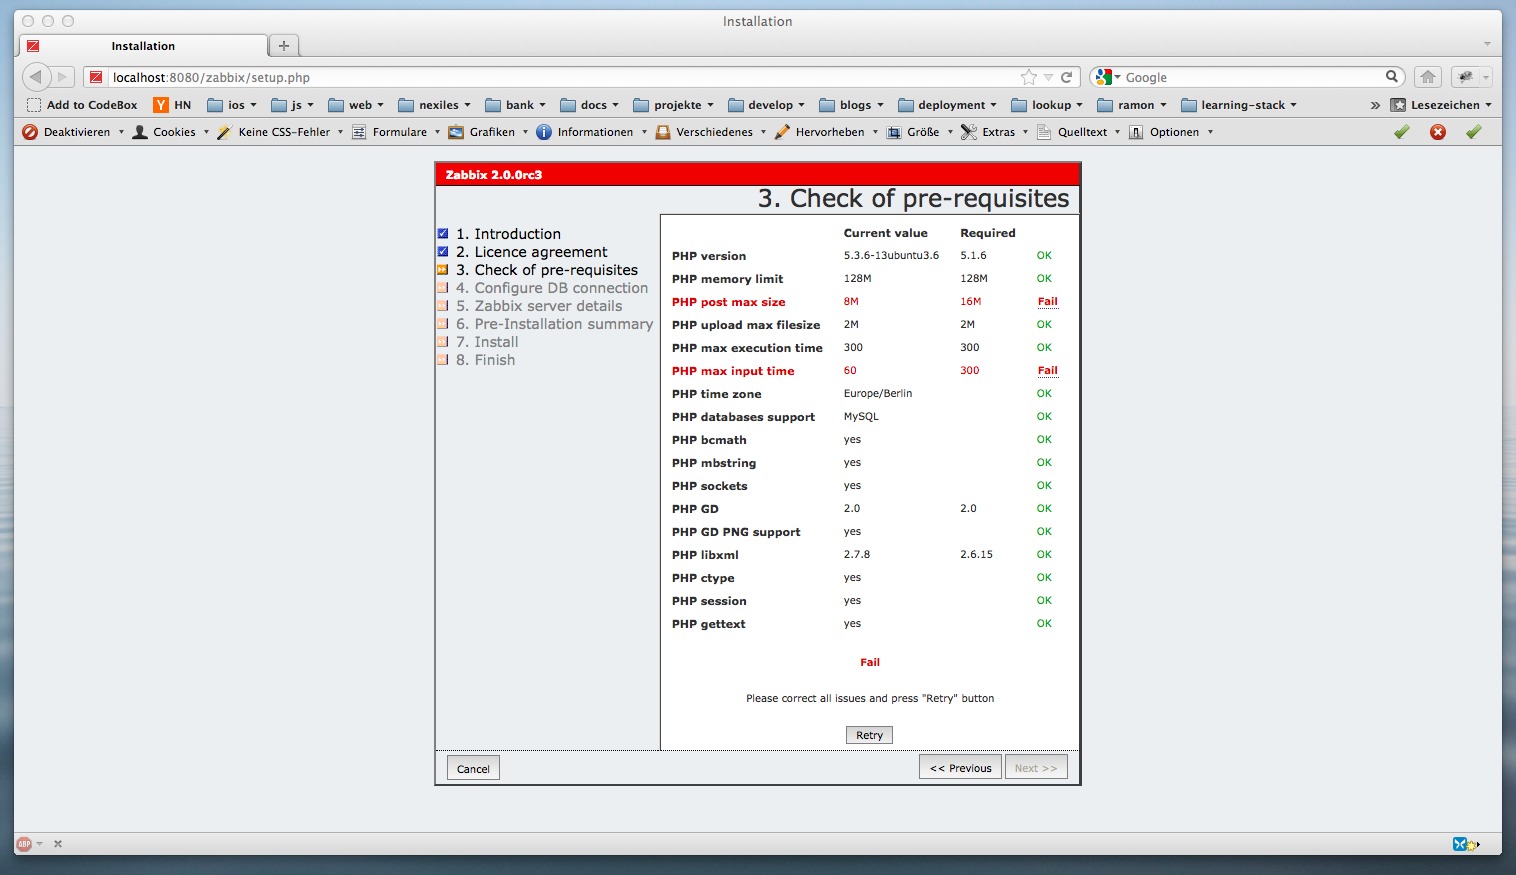 Installation
Installation
localhost:8080/zabbix/setup.php
Google
Add to CodeBox HN ios js web nexiles bank docs projekte develop blogs deployment lookup ramon learning-stack » Lesezeichen
Deaktivieren Cookies Keine CSS-Fehler Formulare Grafiken Informationen Verschiedenes Hervorheben Größe Extras Quelltext Optionen
Zabbix 2.0.0rc3
3. Check of pre-requisites
1. Introduction
2. Licence agreement
3. Check of pre-requisites
4. Configure DB connection
5. Zabbix server details
6. Pre-Installation summary
7. Install
8. Finish
Current value Required
PHP version 5.3.6-13ubuntu3.6 5.1.6 OK
PHP memory limit 128M 128M OK
PHP post max size 8M 16M Fail
PHP upload max filesize 2M 2M OK
PHP max execution time 300 300 OK
PHP max input time 60 300 Fail
PHP time zone Europe/Berlin OK
PHP databases support MySQL OK
PHP bcmath yes OK
PHP mbstring yes OK
PHP sockets yes OK
PHP GD 2.0 2.0 OK
PHP GD PNG support yes OK
PHP libxml 2.7.8 2.6.15 OK
PHP ctype yes OK
PHP session yes OK
PHP gettext yes OK
Fail
Please correct all issues and press "Retry" button
Retry
Cancel << Previous Next >>
ABP